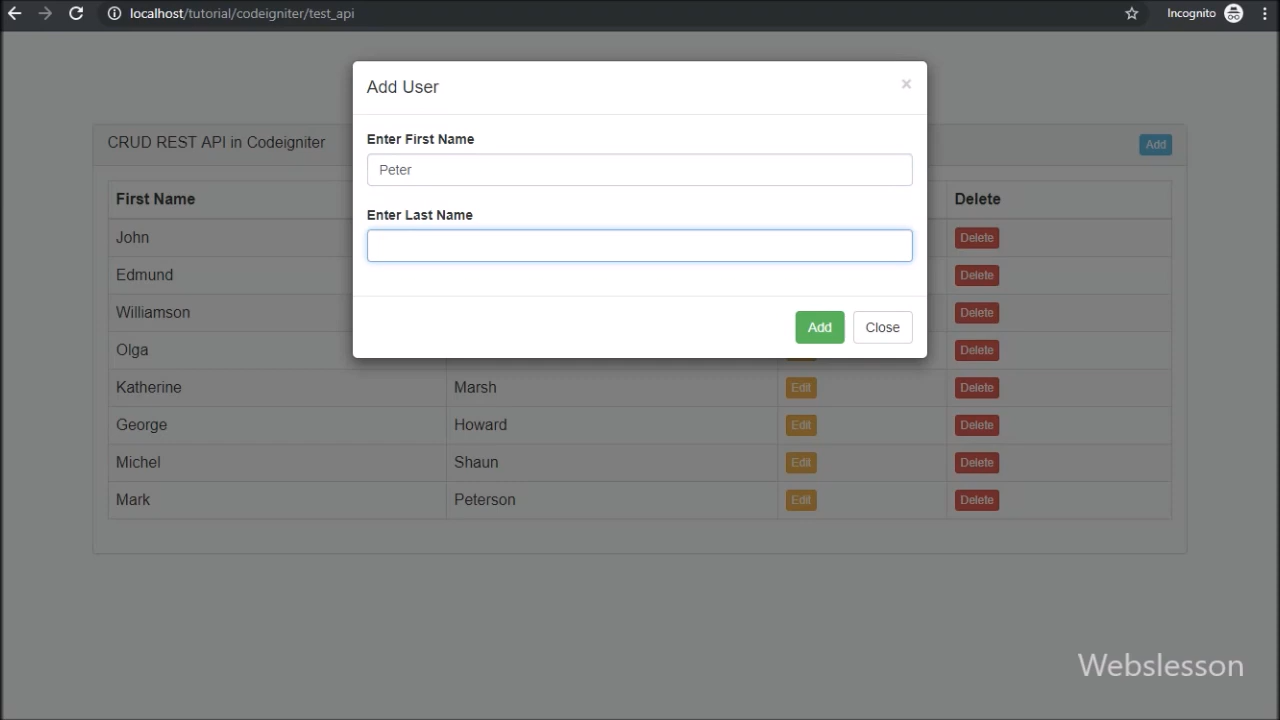 localhost/tutorial/codeigniter/test_api
Incognito
Add User
×
Enter First Name
Peter
Enter Last Name
Add Close
CRUD REST API in Codeigniter
Add
First Name Delete
John Delete
Edmund Delete
Williamson Delete
Olga Delete
Katherine Marsh Edit Delete
George Howard Edit Delete
Michel Shaun Edit Delete
Mark Peterson Edit Delete
Webslesson